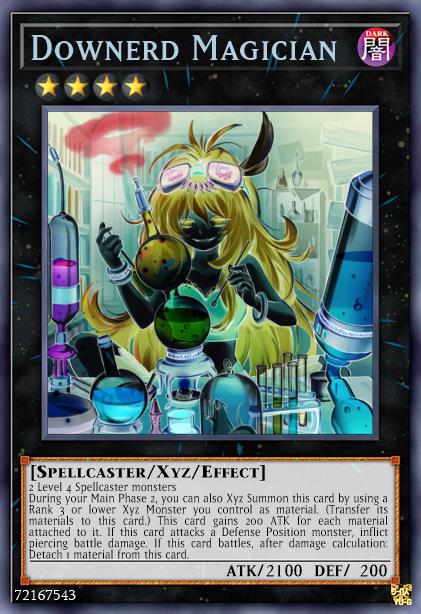 DOWNERD MAGICIAN
DARK
闇
[SPELLCASTER/XYZ/EFFECT]
2 Level 4 Spellcaster monsters
During your Main Phase 2, you can also Xyz Summon this card by using a
Rank 3 or lower Xyz Monster you control as material. (Transfer its
materials to this card.) This card gains 200 ATK for each material
attached to it. If this card attacks a Defense Position monster, inflict
piercing battle damage. If this card battles, after damage calculation:
Detach 1 material from this card.
ATK/2100 DEF/ 200
72167543